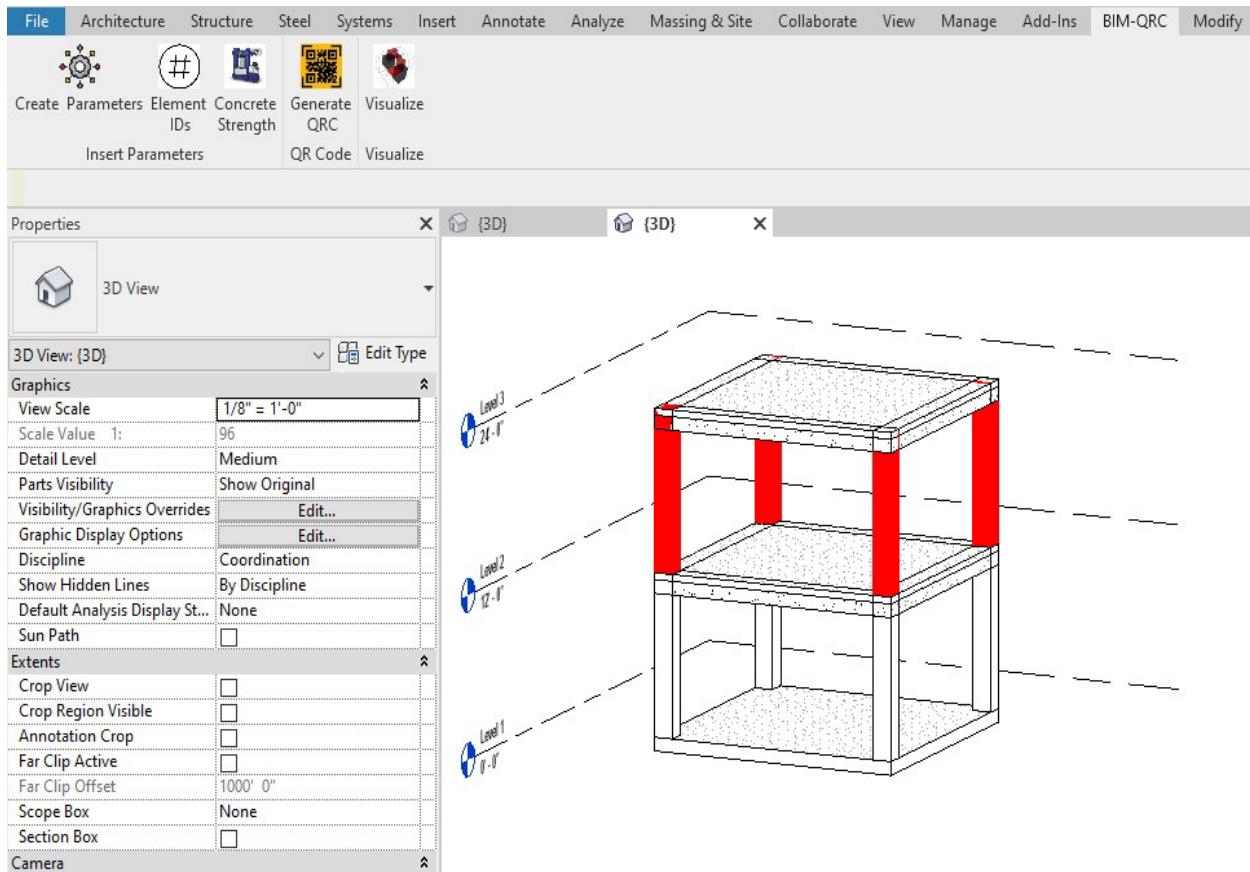 File Architecture Structure Steel Systems Insert Annotate Analyze Massing & Site Collaborate View Manage Add-Ins BIM-QRC Modify
Create Parameters Element Concrete Generate Visualize
IDs Strength QRC
Insert Parameters QR Code Visualize
Properties X {3D} {3D} X
3D View
3D View: {3D} Edit Type
Graphics
View Scale 1/8" = 1'-0"
Scale Value 1: 96
Detail Level Medium
Parts Visibility Show Original
Visibility/Graphics Overrides Edit...
Graphic Display Options Edit...
Discipline Coordination
Show Hidden Lines By Discipline
Default Analysis Display St... None
Sun Path
Extents
Crop View
Crop Region Visible
Annotation Crop
Far Clip Active
Far Clip Offset 1000' 0"
Scope Box None
Section Box
Camera
Level 3
24 - 0"
Level 2
12 - 0"
Level 1
0' - 0"